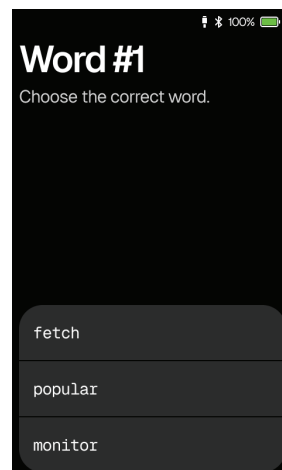 100%
Word #1
Choose the correct word.
fetch
popular
monitor